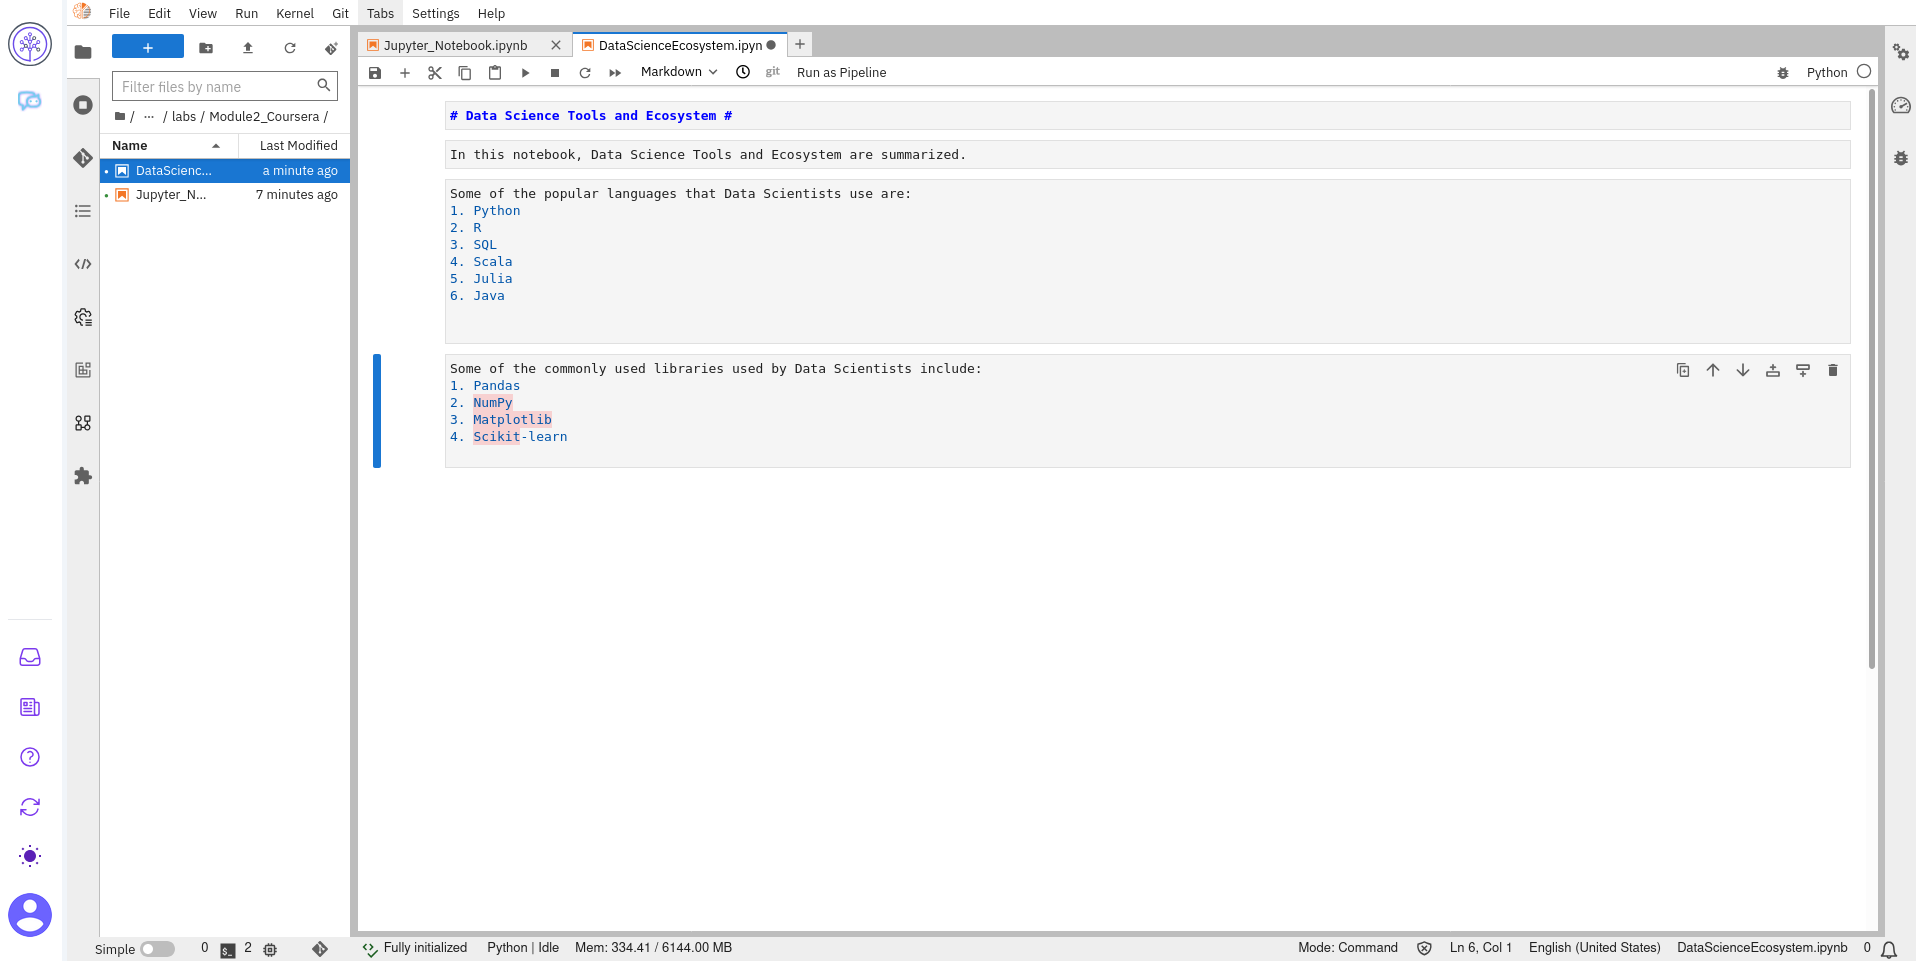 File Edit View Run Kernel Git Tabs Settings Help
+
Filter files by name
/ ··· / labs / Module2_Coursera /
Name Last Modified
DataScienc... a minute ago
Jupyter_N... 7 minutes ago
Jupyter_Notebook.ipynb
DataScienceEcosystem.ipyn
Markdown git Run as Pipeline Python
# Data Science Tools and Ecosystem #
In this notebook, Data Science Tools and Ecosystem are summarized.
Some of the popular languages that Data Scientists use are:
1. Python
2. R
3. SQL
4. Scala
5. Julia
6. Java
Some of the commonly used libraries used by Data Scientists include:
1. Pandas
2. NumPy
3. Matplotlib
4. Scikit-learn
Simple 0 $_ 2 Fully initialized Python | Idle Mem: 334.41 / 6144.00 MB Mode: Command Ln 6, Col 1 English (United States) DataScienceEcosystem.ipynb 0